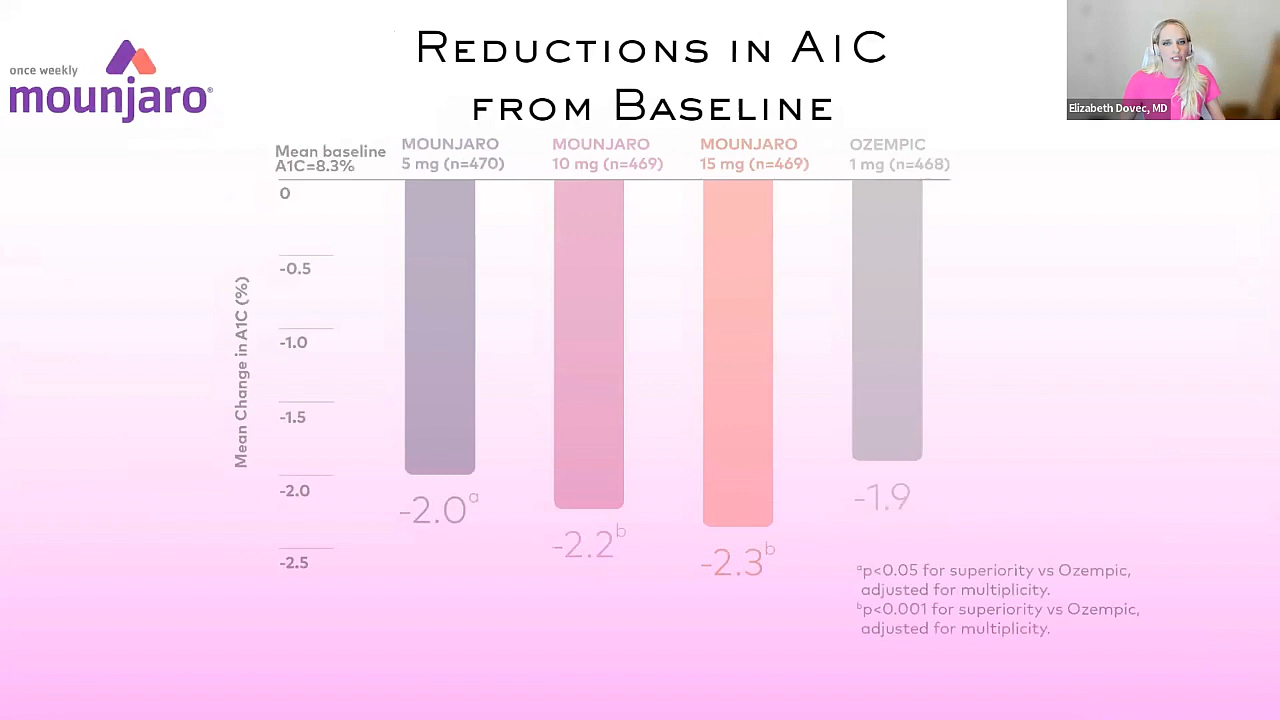 REDUCTIONS IN A1C
FROM BASELINE
once weekly
mounjaro®
Elizabeth Dovec, MD
Mean baseline
A1C=8.3%
MOUNJARO
5 mg (n=470)
MOUNJARO
10 mg (n=469)
MOUNJARO
15 mg (n=469)
OZEMPIC
1 mg (n=468)
Mean Change in A1C (%)
0
-0.5
-1.0
-1.5
-2.0
-2.5
-2.0ᵃ
-2.2ᵇ
-2.3ᵇ
-1.9
ᵃp<0.05 for superiority vs Ozempic,
adjusted for multiplicity.
ᵇp<0.001 for superiority vs Ozempic,
adjusted for multiplicity.